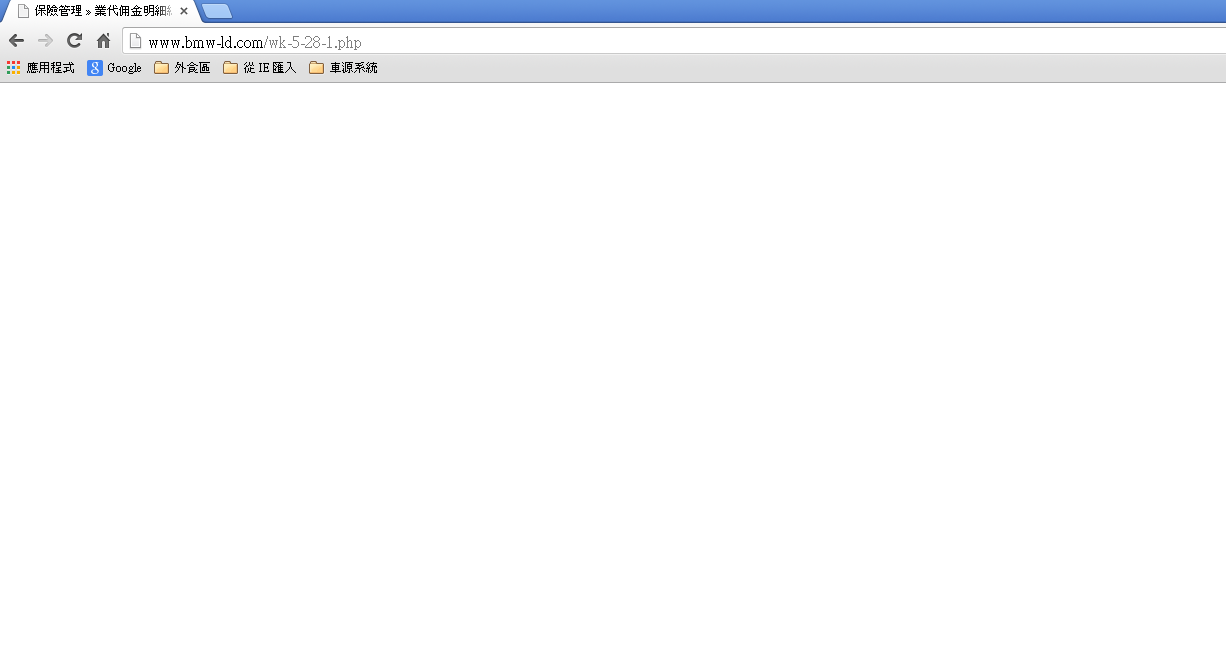 保險管理 » 業代佣金明細
www.bmw-ld.com/wk-5-28-1.php
應用程式 Google 外食區 從 IE 匯入 車源系統